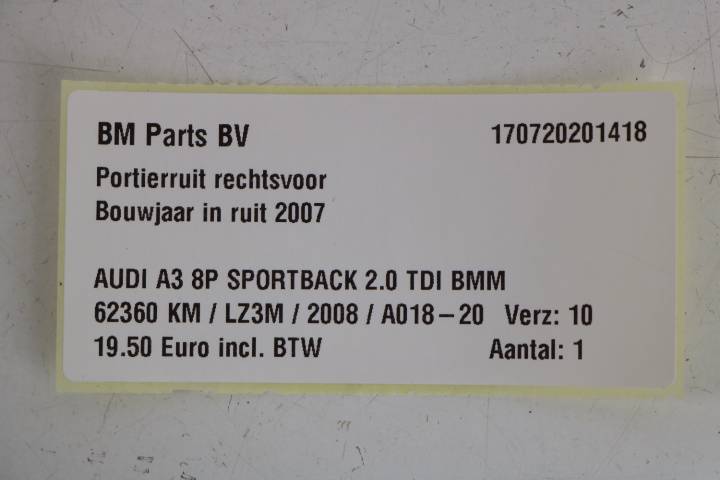 BM Parts BV 170720201418
Portierruit rechtsvoor
Bouwjaar in ruit 2007
AUDI A3 8P SPORTBACK 2.0 TDI BMM
62360 KM / LZ3M / 2008 / A018-20 Verz: 10
19.50 Euro incl. BTW Aantal: 1